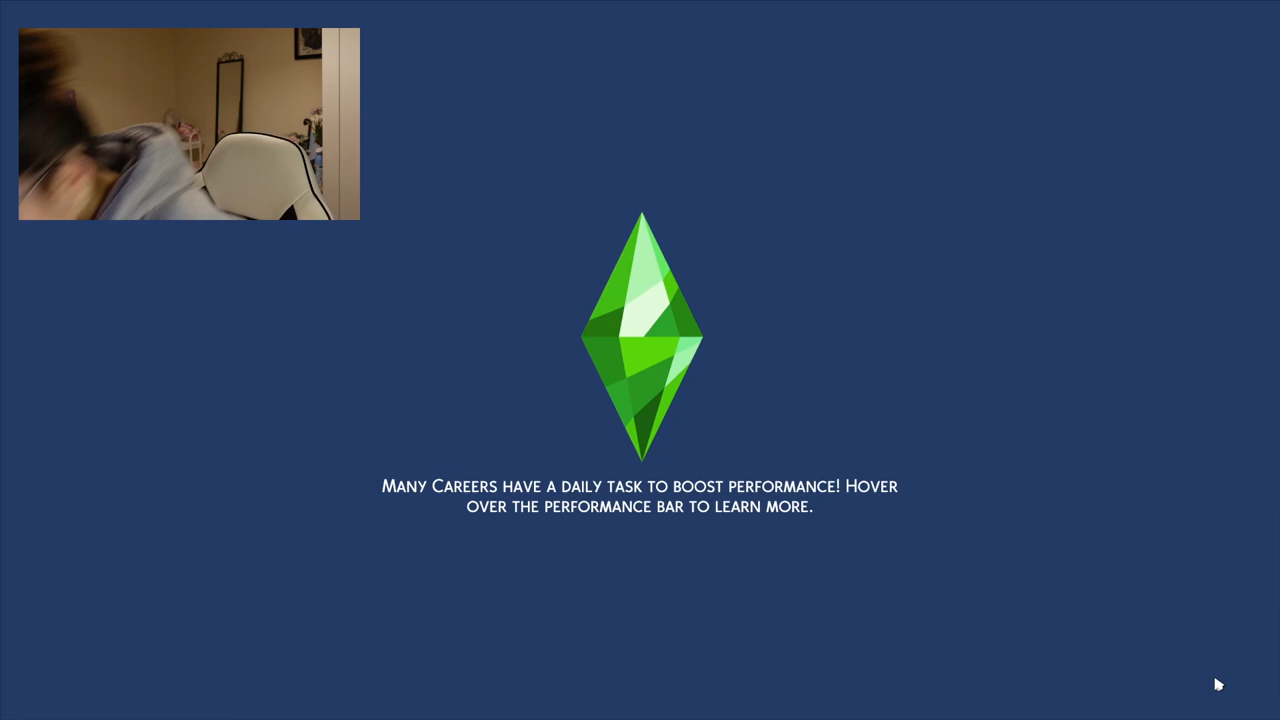 Many Careers have a daily task to boost performance! Hover
over the performance bar to learn more.